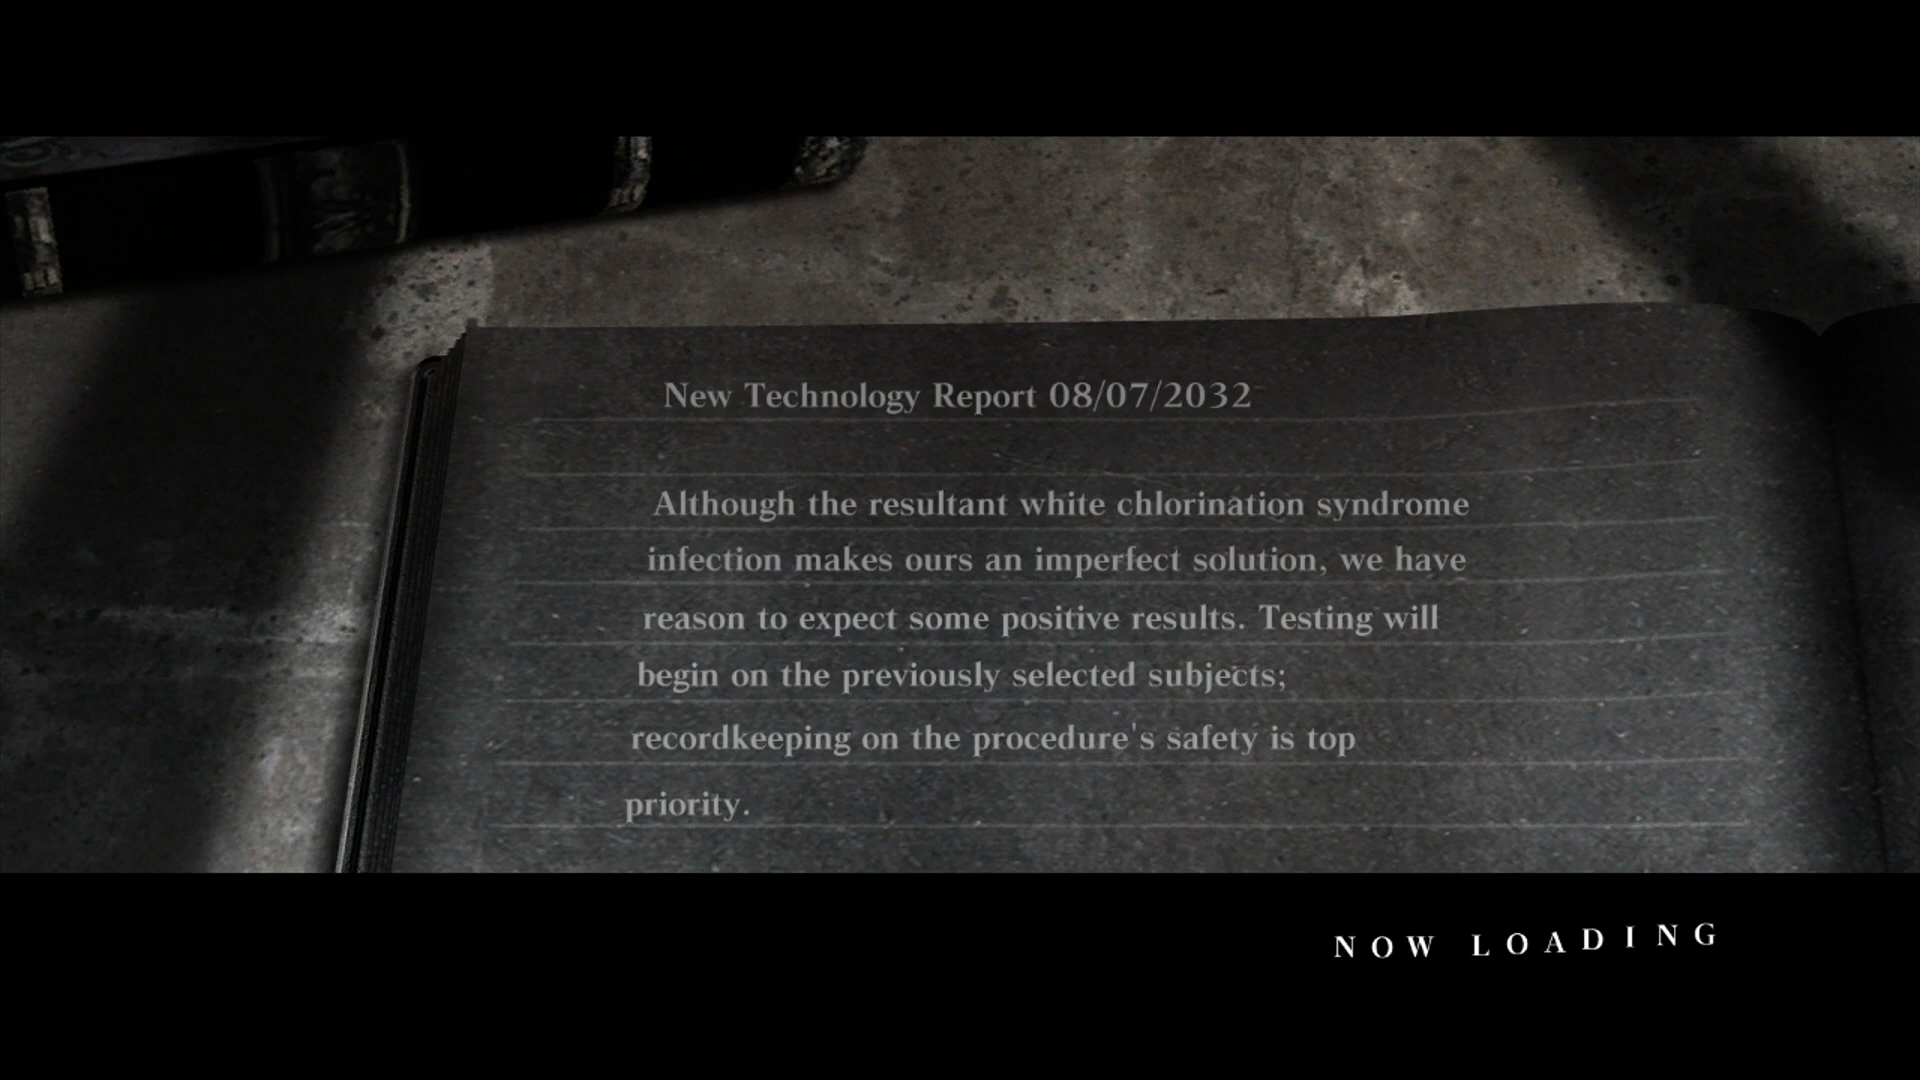 New Technology Report 08/07/2032
Although the resultant white chlorination syndrome
infection makes ours an imperfect solution, we have
reason to expect some positive results. Testing will
begin on the previously selected subjects;
recordkeeping on the procedure's safety is top
priority.
NOW LOADING